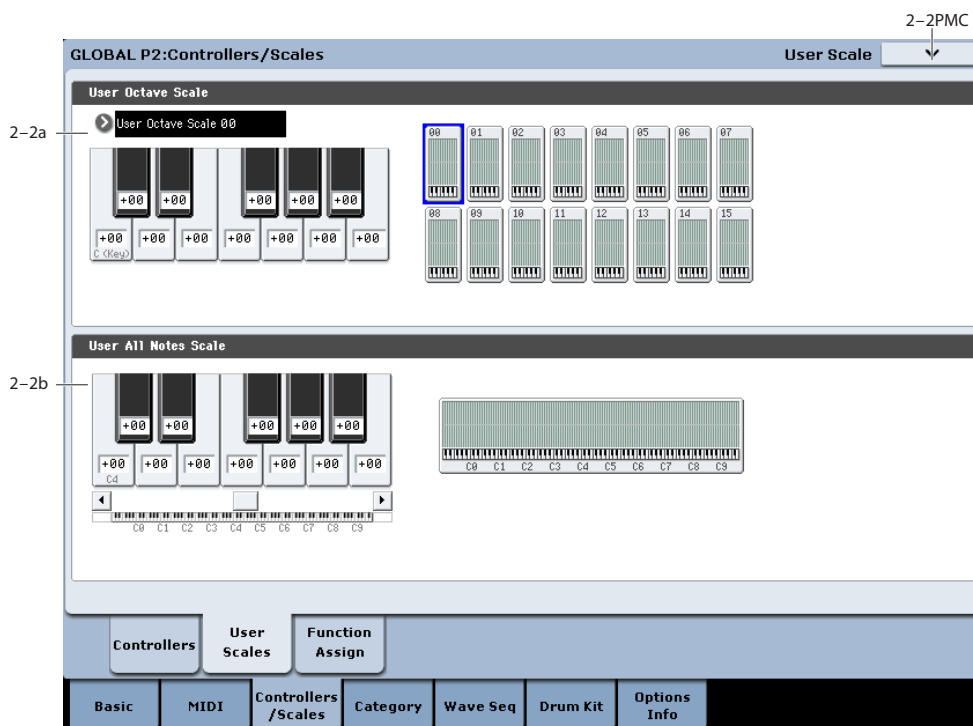 2-2PMC
GLOBAL P2:Controllers/Scales
User Scale
User Octave Scale
2-2a
User Octave Scale 00
00 01 02 03 04 05 06 07
+00 +00 +00 +00 +00
+00 +00 +00 +00 +00 +00 +00
C (Key)
08 09 10 11 12 13 14 15
User All Notes Scale
2-2b
+00 +00 +00 +00 +00
+00 +00 +00 +00 +00 +00 +00
C4
C0 C1 C2 C3 C4 C5 C6 C7 C8 C9
C0 C1 C2 C3 C4 C5 C6 C7 C8 C9
Controllers
User
Scales
Function
Assign
Basic
MIDI
Controllers
/Scales
Category
Wave Seq
Drum Kit
Options
Info